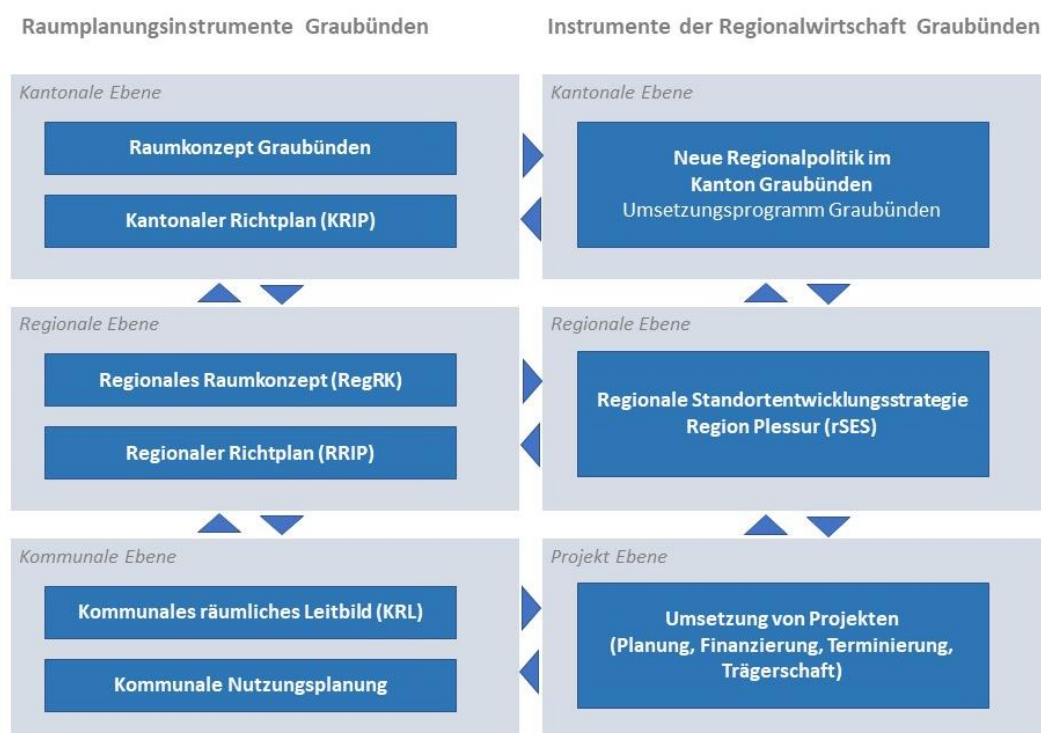 Raumplanungsinstrumente Graubünden
Instrumente der Regionalwirtschaft Graubünden
Kantonale Ebene
Raumkonzept Graubünden
Kantonaler Richtplan (KRIP)
Kantonale Ebene
Neue Regionalpolitik im
Kanton Graubünden
Umsetzungsprogramm Graubünden
Regionale Ebene
Regionales Raumkonzept (RegRK)
Regionaler Richtplan (RRIP)
Regionale Ebene
Regionale Standortentwicklungsstrategie
Region Plessur (rSES)
Kommunale Ebene
Kommunales räumliches Leitbild (KRL)
Kommunale Nutzungsplanung
Projekt Ebene
Umsetzung von Projekten
(Planung, Finanzierung, Terminierung,
Trägerschaft)